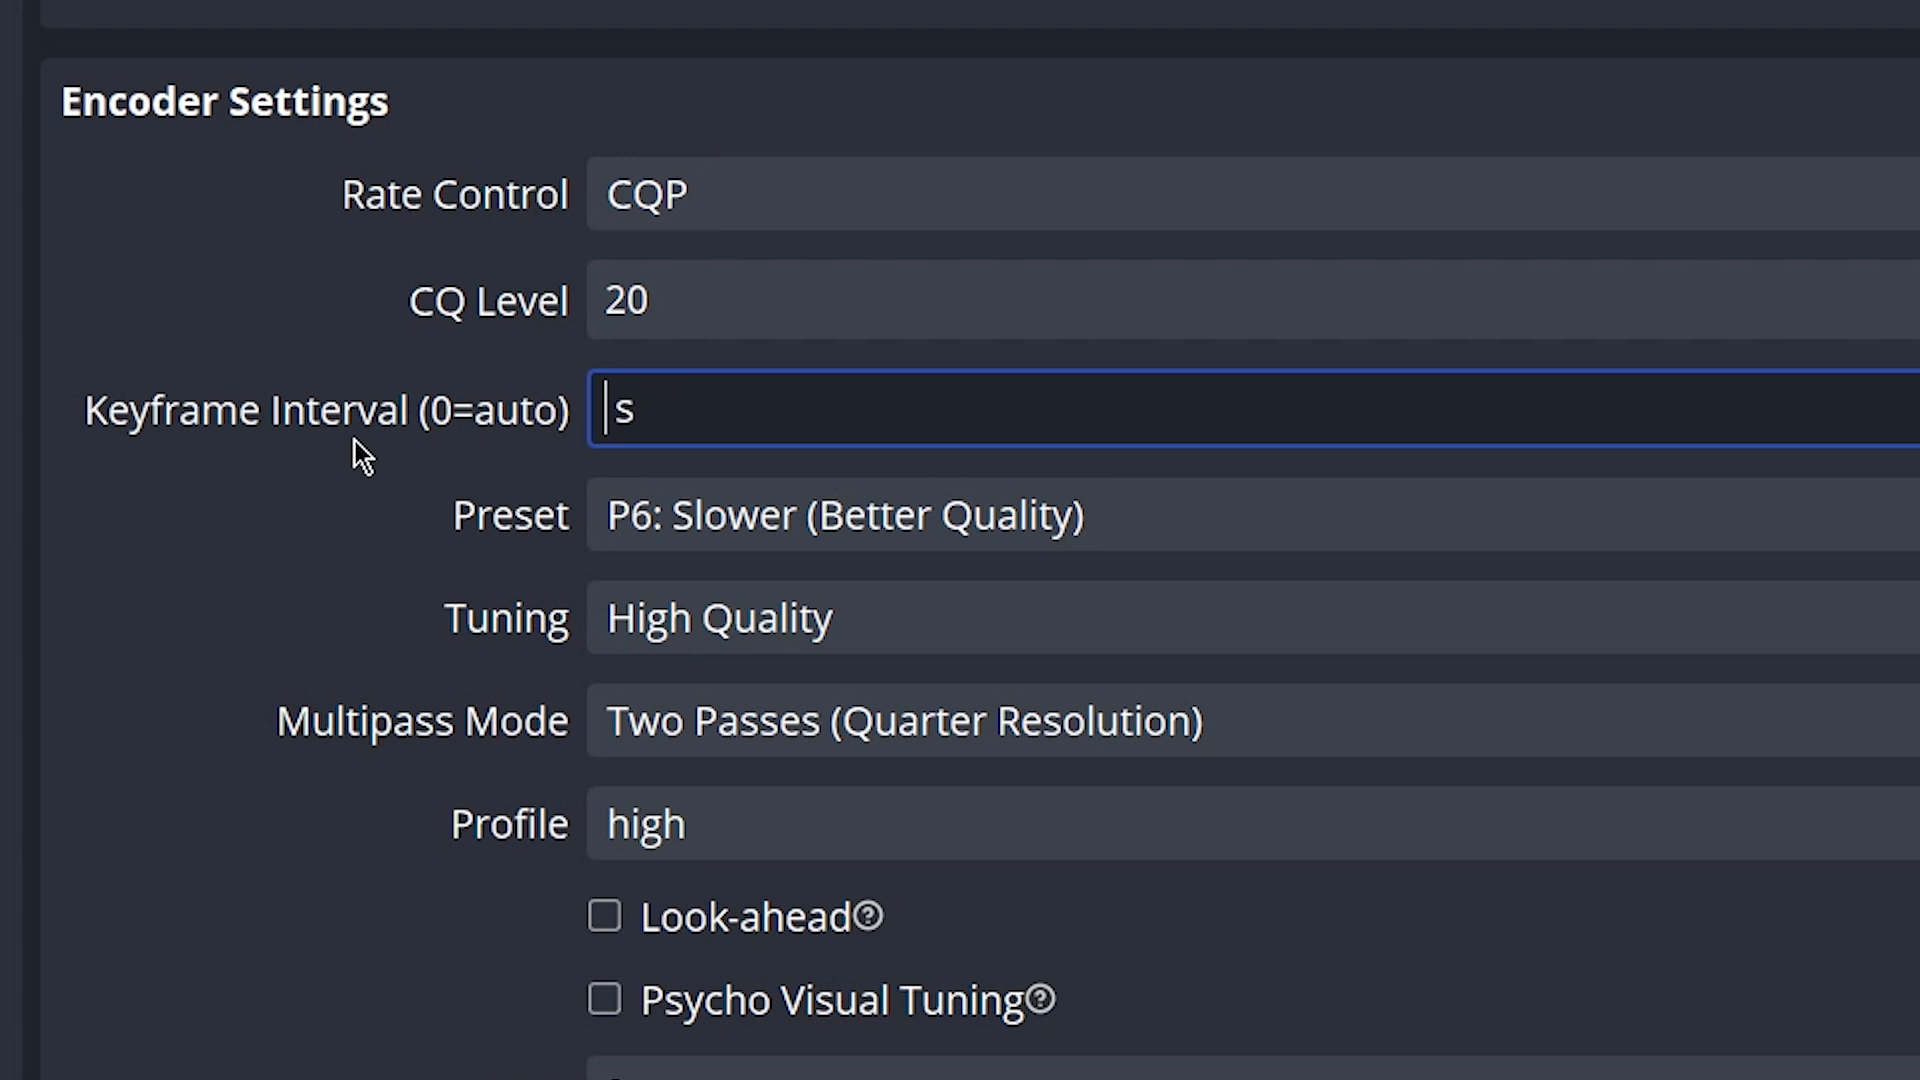 Encoder Settings
Rate Control CQP
CQ Level 20
Keyframe Interval (0=auto) s
Preset P6: Slower (Better Quality)
Tuning High Quality
Multipass Mode Two Passes (Quarter Resolution)
Profile high
Look-ahead?
Psycho Visual Tuning?